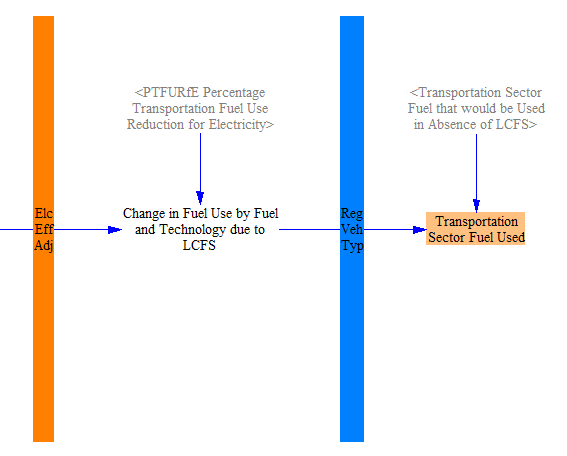 <PTFURfE Percentage
Transportation Fuel Use
Reduction for Electricity>
<Transportation Sector
Fuel that would be Used
in Absence of LCFS>
Elc
Eff
Adj
Change in Fuel Use by Fuel
and Technology due to
LCFS
Reg
Veh
Typ
Transportation
Sector Fuel Used